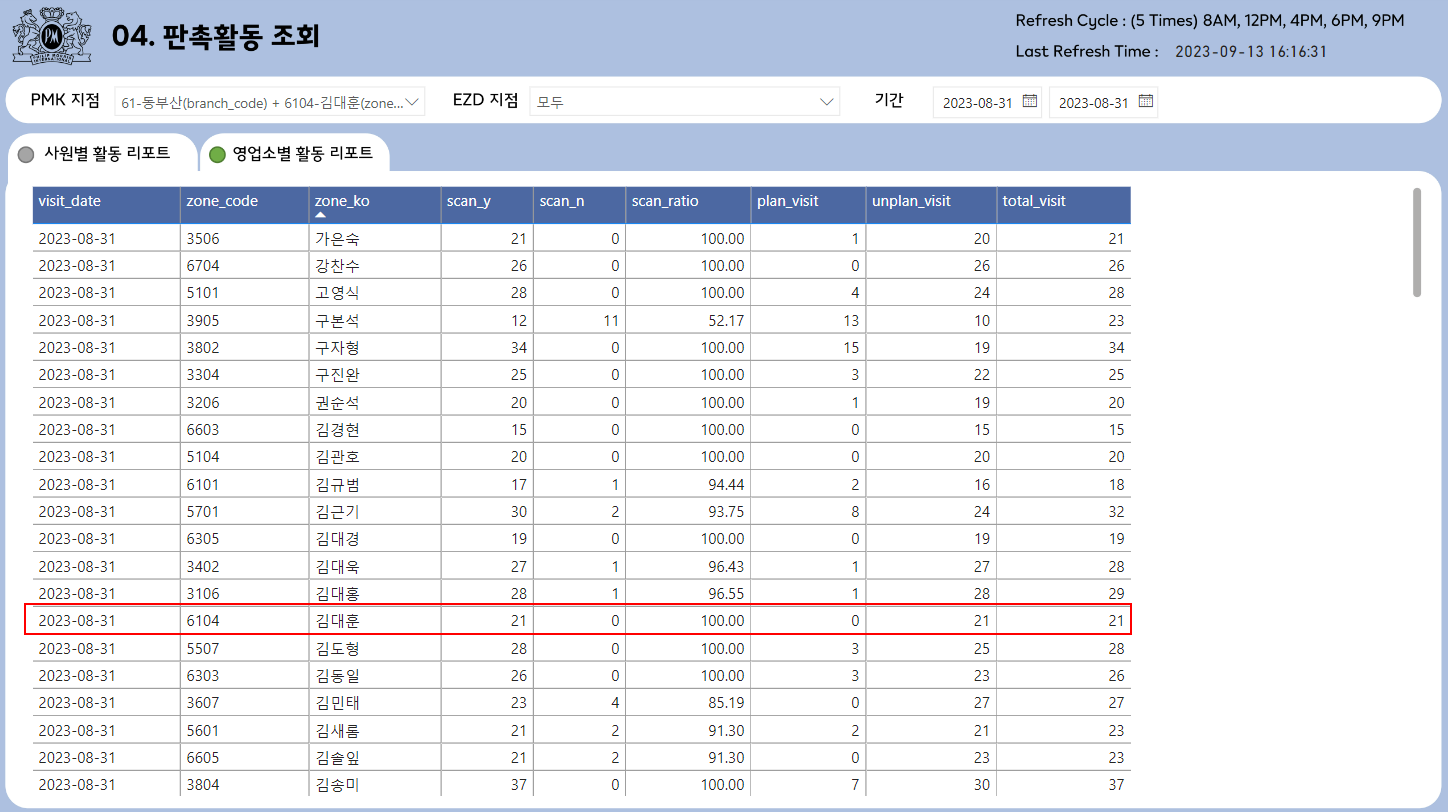 04. 판촉활동 조회
Refresh Cycle : (5 Times) 8AM, 12PM, 4PM, 6PM, 9PM
Last Refresh Time : 2023-09-13 16:16:31
PMK 지점 61-동부산(branch_code) + 6104-김대훈(zone... EZD 지점 모두 기간 2023-08-31 2023-08-31
사원별 활동 리포트 영업소별 활동 리포트
visit_date zone_code zone_ko scan_y scan_n scan_ratio plan_visit unplan_visit total_visit
2023-08-31 3506 가은숙 21 0 100.00 1 20 21
2023-08-31 6704 강찬수 26 0 100.00 0 26 26
2023-08-31 5101 고영식 28 0 100.00 4 24 28
2023-08-31 3905 구본석 12 11 52.17 13 10 23
2023-08-31 3802 구자형 34 0 100.00 15 19 34
2023-08-31 3304 구진완 25 0 100.00 3 22 25
2023-08-31 3206 권순석 20 0 100.00 1 19 20
2023-08-31 6603 김경현 15 0 100.00 0 15 15
2023-08-31 5104 김관호 20 0 100.00 0 20 20
2023-08-31 6101 김규범 17 1 94.44 2 16 18
2023-08-31 5701 김근기 30 2 93.75 8 24 32
2023-08-31 6305 김대경 19 0 100.00 0 19 19
2023-08-31 3402 김대욱 27 1 96.43 1 27 28
2023-08-31 3106 김대홍 28 1 96.55 1 28 29
2023-08-31 6104 김대훈 21 0 100.00 0 21 21
2023-08-31 5507 김도형 28 0 100.00 3 25 28
2023-08-31 6303 김동일 26 0 100.00 3 23 26
2023-08-31 3607 김민태 23 4 85.19 0 27 27
2023-08-31 5601 김새롬 21 2 91.30 2 21 23
2023-08-31 6605 김솔잎 21 2 91.30 0 23 23
2023-08-31 3804 김송미 37 0 100.00 7 30 37